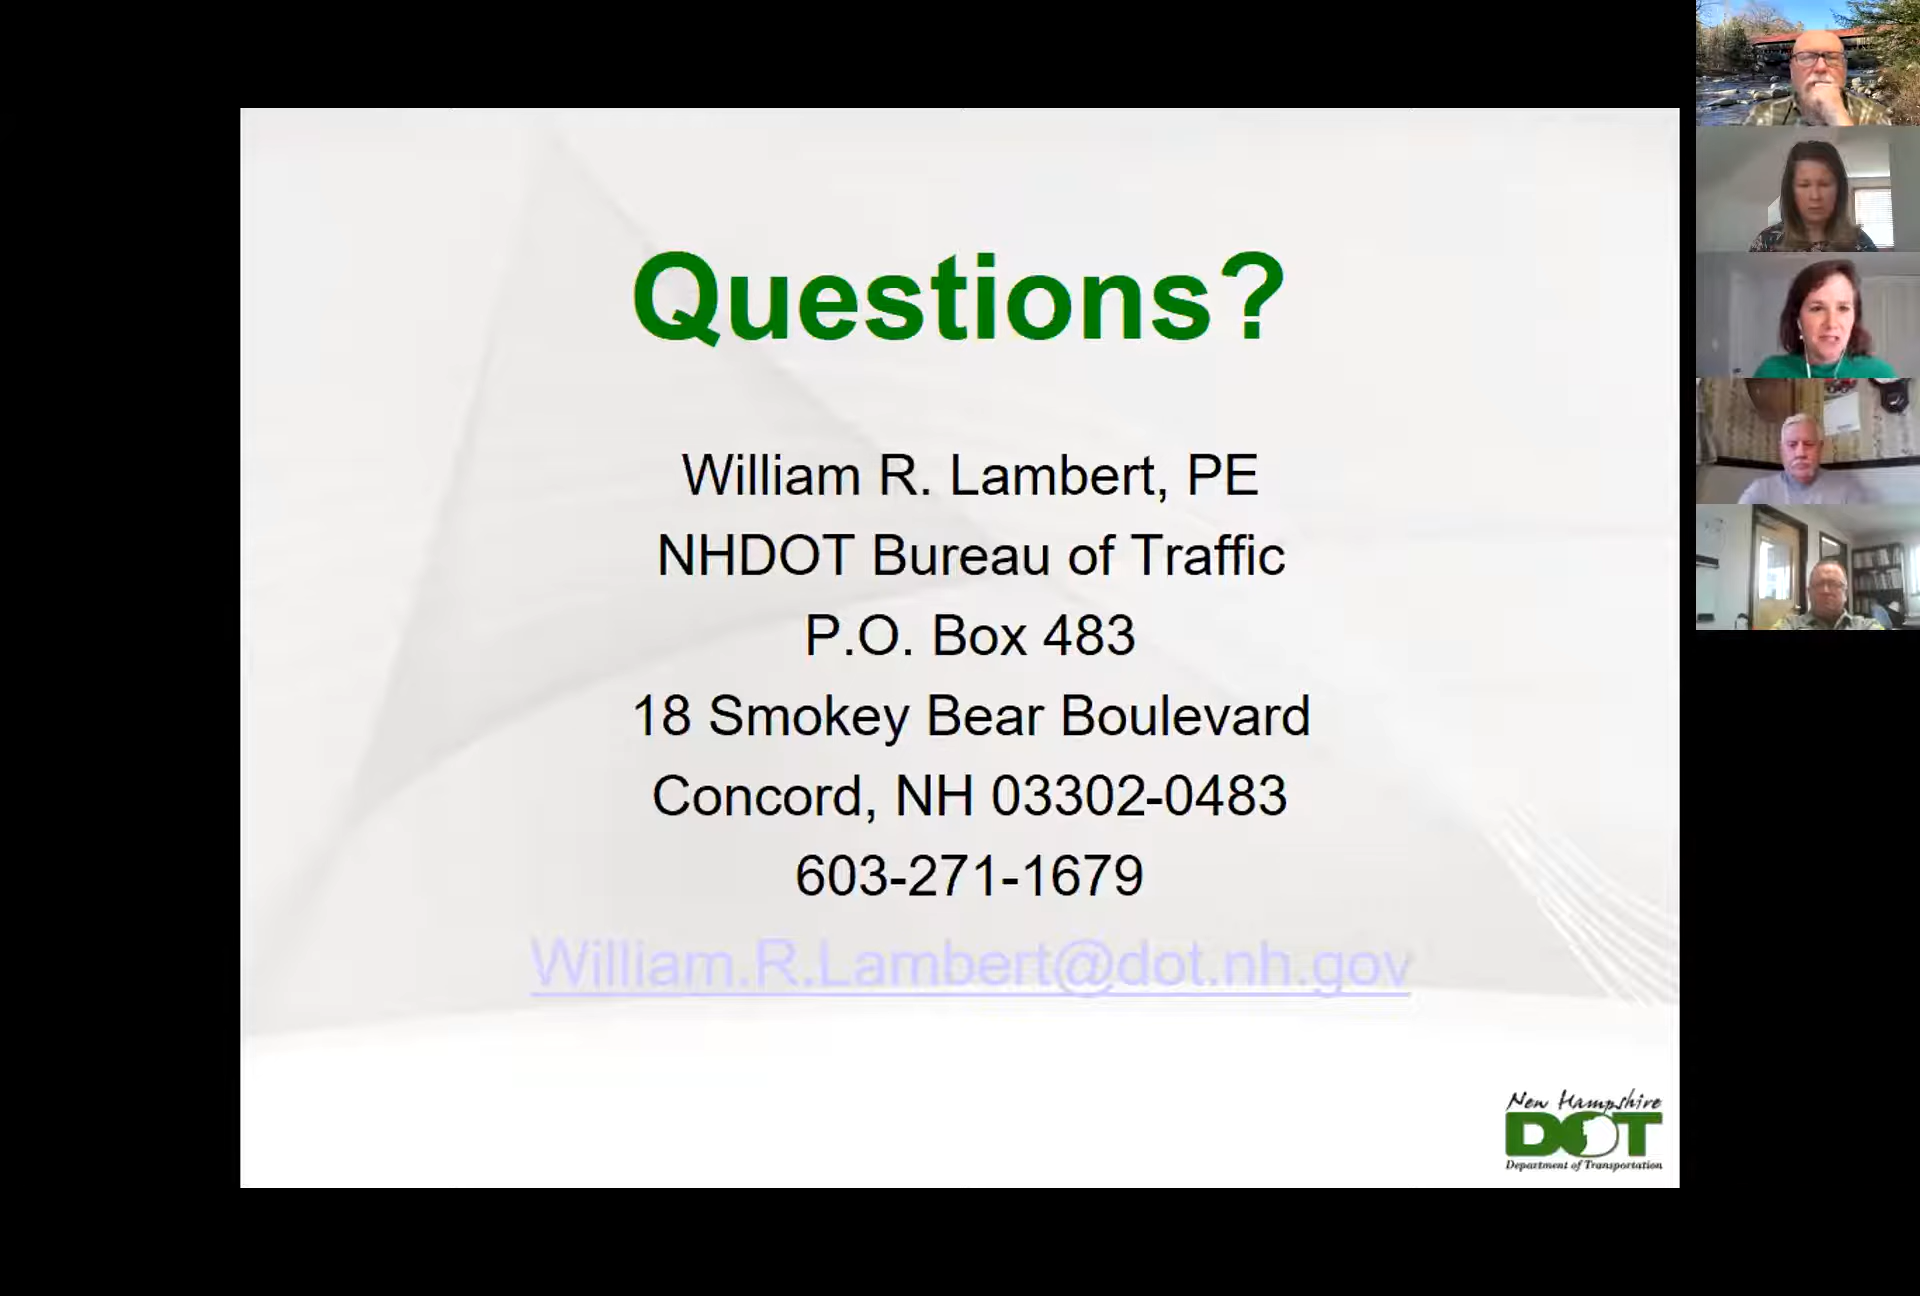 Questions?
William R. Lambert, PE
NHDOT Bureau of Traffic
P.O. Box 483
18 Smokey Bear Boulevard
Concord, NH 03302-0483
603-271-1679
William.R.Lambert@dot.nh.gov
New Hampshire
DOT
Department of Transportation